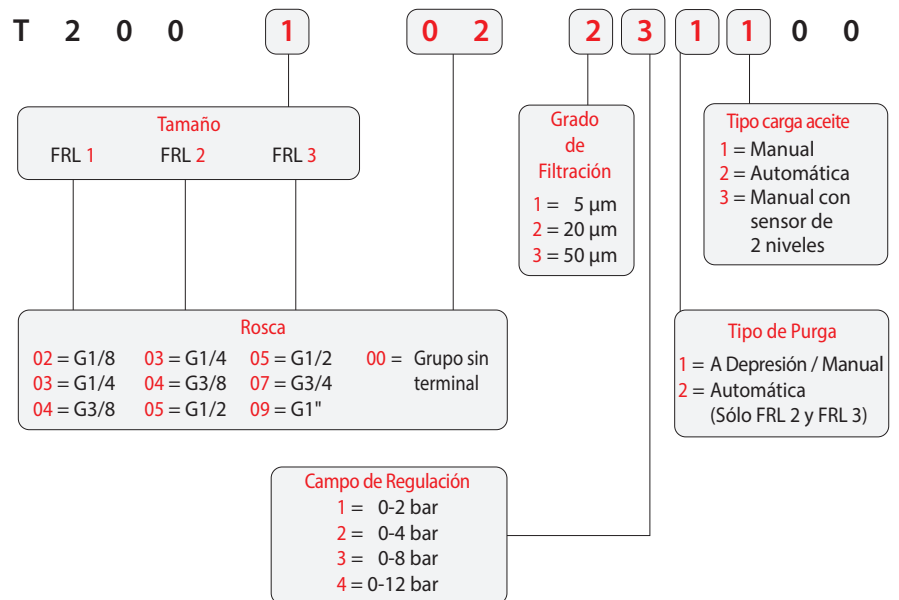 T 2 0 0 1 0 2 2 3 1 1 0 0
Tamaño
FRL 1 FRL 2 FRL 3
Grado
de
Filtración
1 = 5 µm
2 = 20 µm
3 = 50 µm
Tipo carga aceite
1 = Manual
2 = Automática
3 = Manual con
sensor de
2 niveles
Rosca
02 = G1/8 03 = G1/4 05 = G1/2 00 = Grupo sin
03 = G1/4 04 = G3/8 07 = G3/4 terminal
04 = G3/8 05 = G1/2 09 = G1"
Tipo de Purga
1 = A Depresión / Manual
2 = Automática
(Sólo FRL 2 y FRL 3)
Campo de Regulación
1 = 0-2 bar
2 = 0-4 bar
3 = 0-8 bar
4 = 0-12 bar